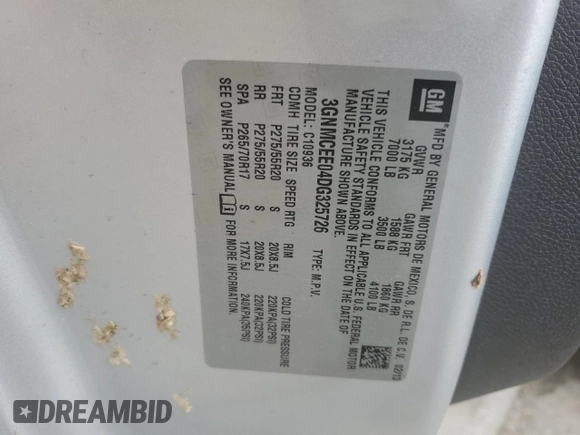 GM
MFD BY GENERAL MOTORS DE MEXICO, S. DE R.L. DE C.V. 02/13
GVWR GAWR FRT GAWR RR
3175 KG 1588 KG 1860 KG
7000 LB 3500 LB 4100 LB
THIS VEHICLE CONFORMS TO ALL APPLICABLE U.S. FEDERAL MOTOR
VEHICLE SAFETY STANDARDS IN EFFECT ON THE DATE OF
MANUFACTURE SHOWN ABOVE.
3GNMCEE04DG325726 TYPE: M.P.V.
MODEL: C10936
CDMH TIRE SIZE SPEED RTG RIM COLD TIRE PRESSURE
FRT P275/55R20 S 20X8.5J 220KPA(32PSI)
RR P275/55R20 S 20X8.5J 220KPA(32PSI)
SPA P265/70R17 S 17X7.5J 240KPA(35PSI)
SEE OWNER'S MANUAL FOR MORE INFORMATION.
DREAMBID